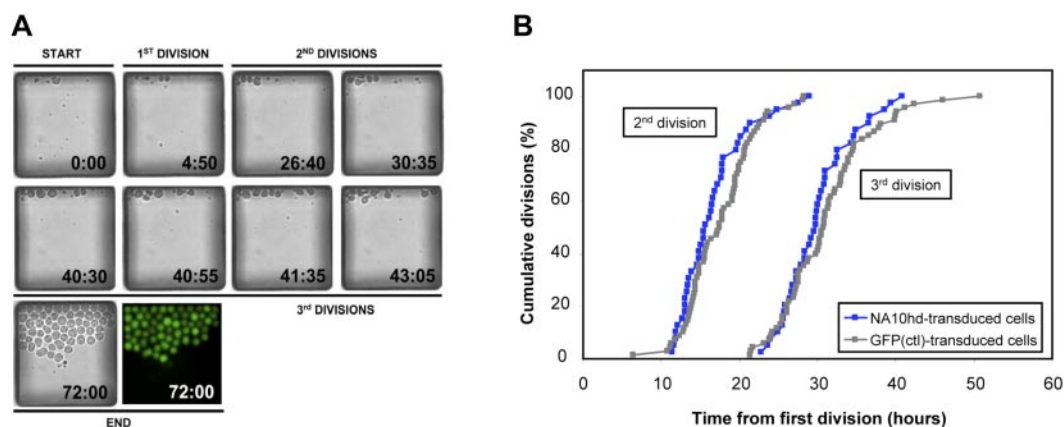 A
START
1ST DIVISION
2ND DIVISIONS
0:00
4:50
26:40
30:35
40:30
40:55
41:35
43:05
3rd DIVISIONS
72:00
72:00
END
B
Cumulative divisions (%)
100
80
60
40
20
0
2nd division
3rd division
NA10hd-transduced cells
GFP(ctl)-transduced cells
0 10 20 30 40 50 60
Time from first division (hours)